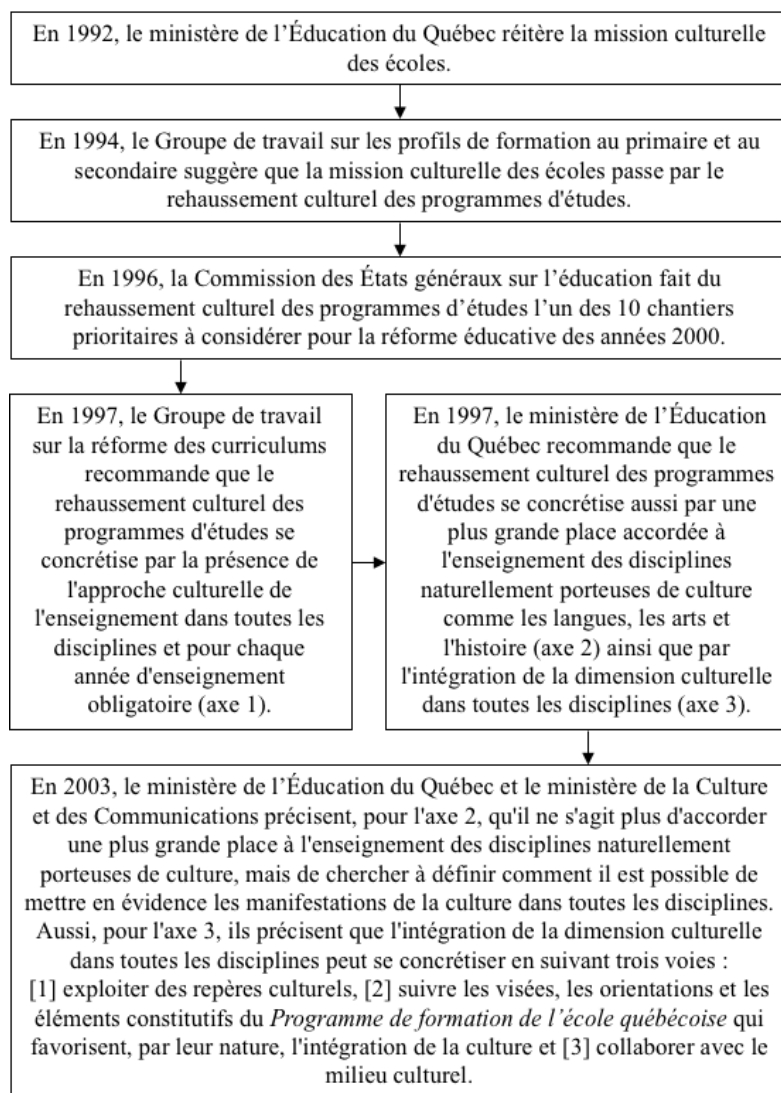 En 1992, le ministère de l’Éducation du Québec réitère la mission culturelle
des écoles.
En 1994, le Groupe de travail sur les profils de formation au primaire et au
secondaire suggère que la mission culturelle des écoles passe par le
rehaussement culturel des programmes d'études.
En 1996, la Commission des États généraux sur l’éducation fait du
rehaussement culturel des programmes d’études l’un des 10 chantiers
prioritaires à considérer pour la réforme éducative des années 2000.
En 1997, le Groupe de travail
sur la réforme des curriculums
recommande que le
rehaussement culturel des
programmes d'études se
concrétise par la présence de
l'approche culturelle de
l'enseignement dans toutes les
disciplines et pour chaque
année d'enseignement
obligatoire (axe 1).
En 1997, le ministère de l’Éducation
du Québec recommande que le
rehaussement culturel des programmes
d'études se concrétise aussi par une
plus grande place accordée à
l'enseignement des disciplines
naturellement porteuses de culture
comme les langues, les arts et
l'histoire (axe 2) ainsi que par
l'intégration de la dimension culturelle
dans toutes les disciplines (axe 3).
En 2003, le ministère de l’Éducation du Québec et le ministère de la Culture
et des Communications précisent, pour l'axe 2, qu'il ne s'agit plus d'accorder
une plus grande place à l'enseignement des disciplines naturellement
porteuses de culture, mais de chercher à définir comment il est possible de
mettre en évidence les manifestations de la culture dans toutes les disciplines.
Aussi, pour l'axe 3, ils précisent que l'intégration de la dimension culturelle
dans toutes les disciplines peut se concrétiser en suivant trois voies :
[1] exploiter des repères culturels, [2] suivre les visées, les orientations et les
éléments constitutifs du Programme de formation de l’école québécoise qui
favorisent, par leur nature, l'intégration de la culture et [3] collaborer avec le
milieu culturel.